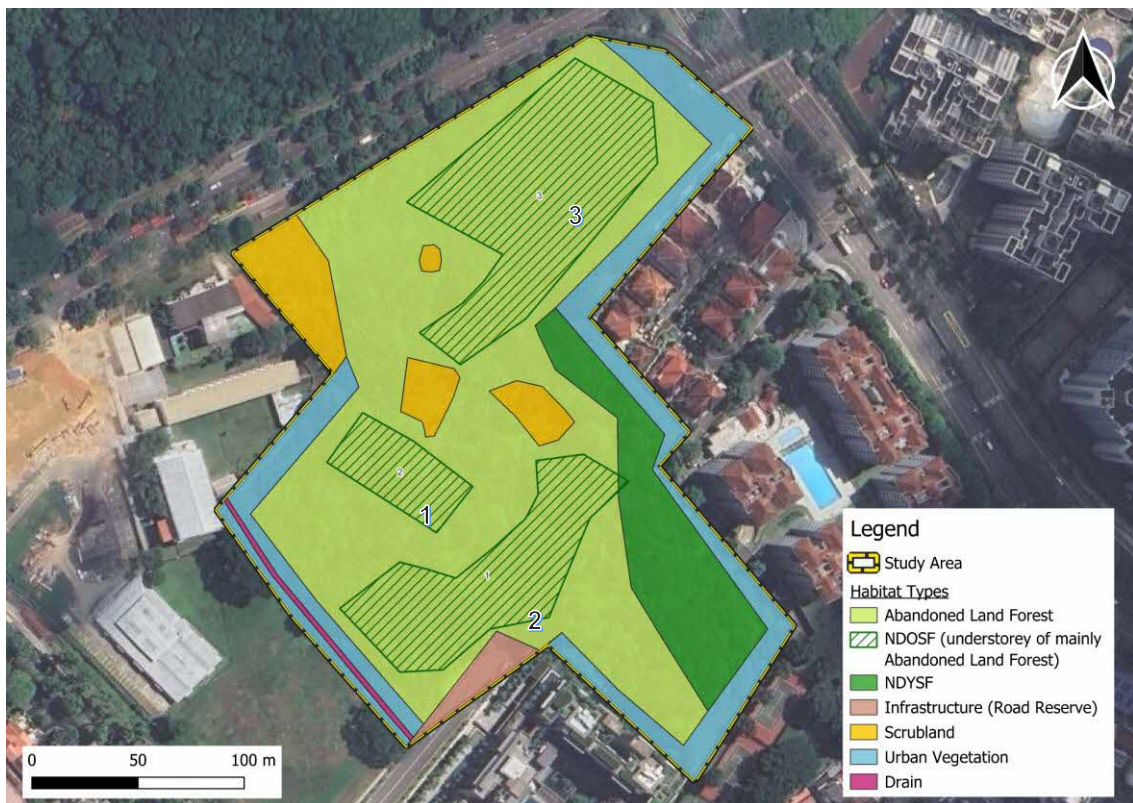 3
3
2
1
1
2
Legend
Study Area
Habitat Types
Abandoned Land Forest
NDOSF (understorey of mainly
Abandoned Land Forest)
NDYSF
Infrastructure (Road Reserve)
Scrubland
Urban Vegetation
Drain
0 50 100 m